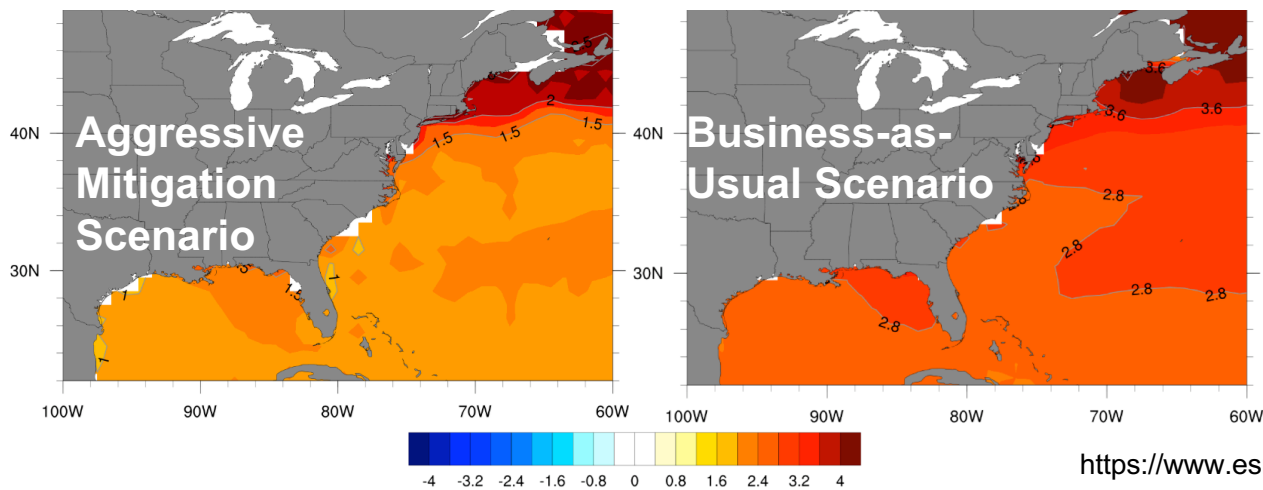 Aggressive
Mitigation
Scenario
40N
30N
100W 90W 80W 70W 60W
2
1.5 1.5 1.5
1 1 1
1.5
Business-as-
Usual Scenario
40N
30N
100W 90W 80W 70W 60W
3.6
3.6 3.6
2.8
2.8
2.8 2.8
2.8
-4 -3.2 -2.4 -1.6 -0.8 0 0.8 1.6 2.4 3.2 4
https://www.es